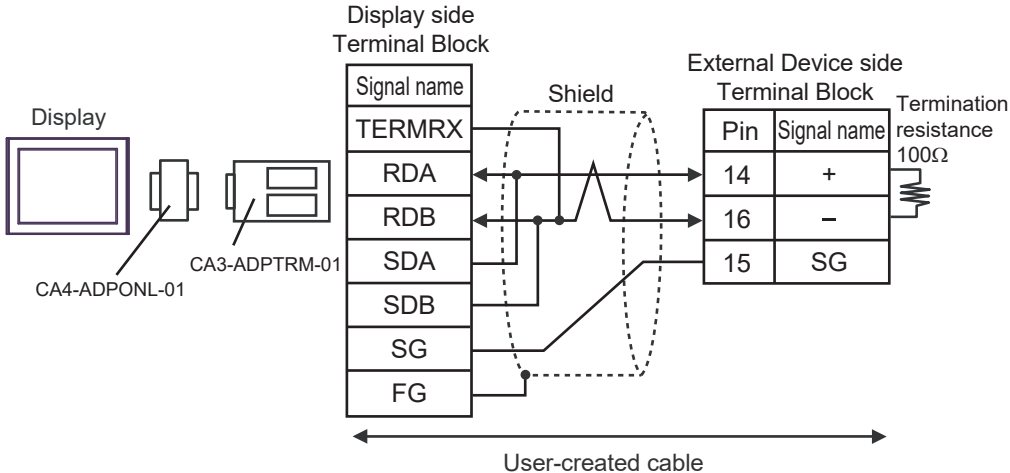 Display side
Terminal Block
Signal name
TERMRX
RDA
RDB
SDA
SDB
SG
FG
Shield
External Device side
Terminal Block
Pin Signal name
14 +
16 –
15 SG
Termination
resistance
100Ω
Display
CA4-ADPONL-01
CA3-ADPTRM-01
User-created cable